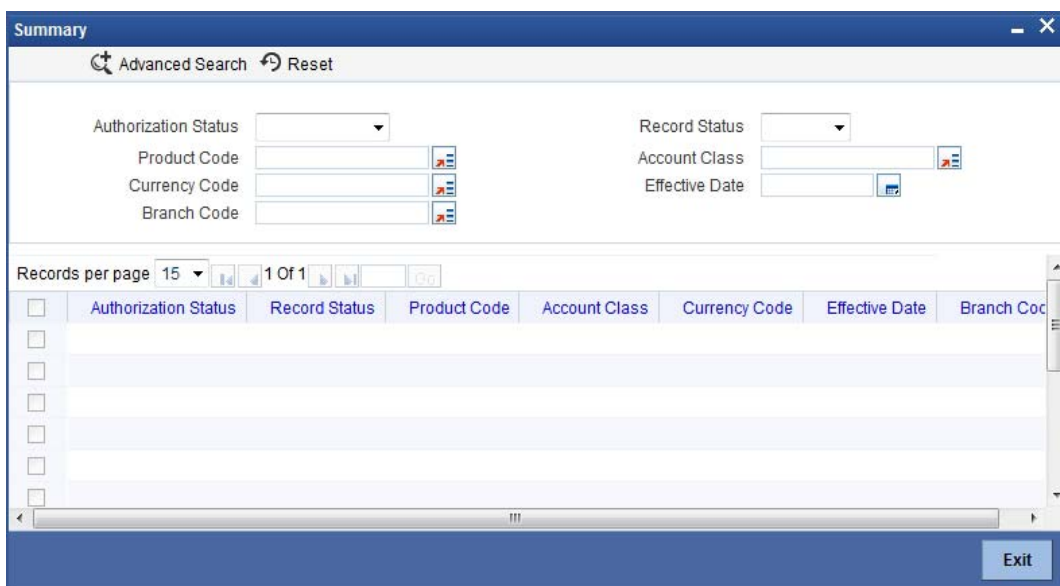 Summary
Advanced Search Reset
Authorization Status Record Status
Product Code Account Class
Currency Code Effective Date
Branch Code
Records per page 15 1 Of 1 Go
Authorization Status Record Status Product Code Account Class Currency Code Effective Date Branch Coc
Exit